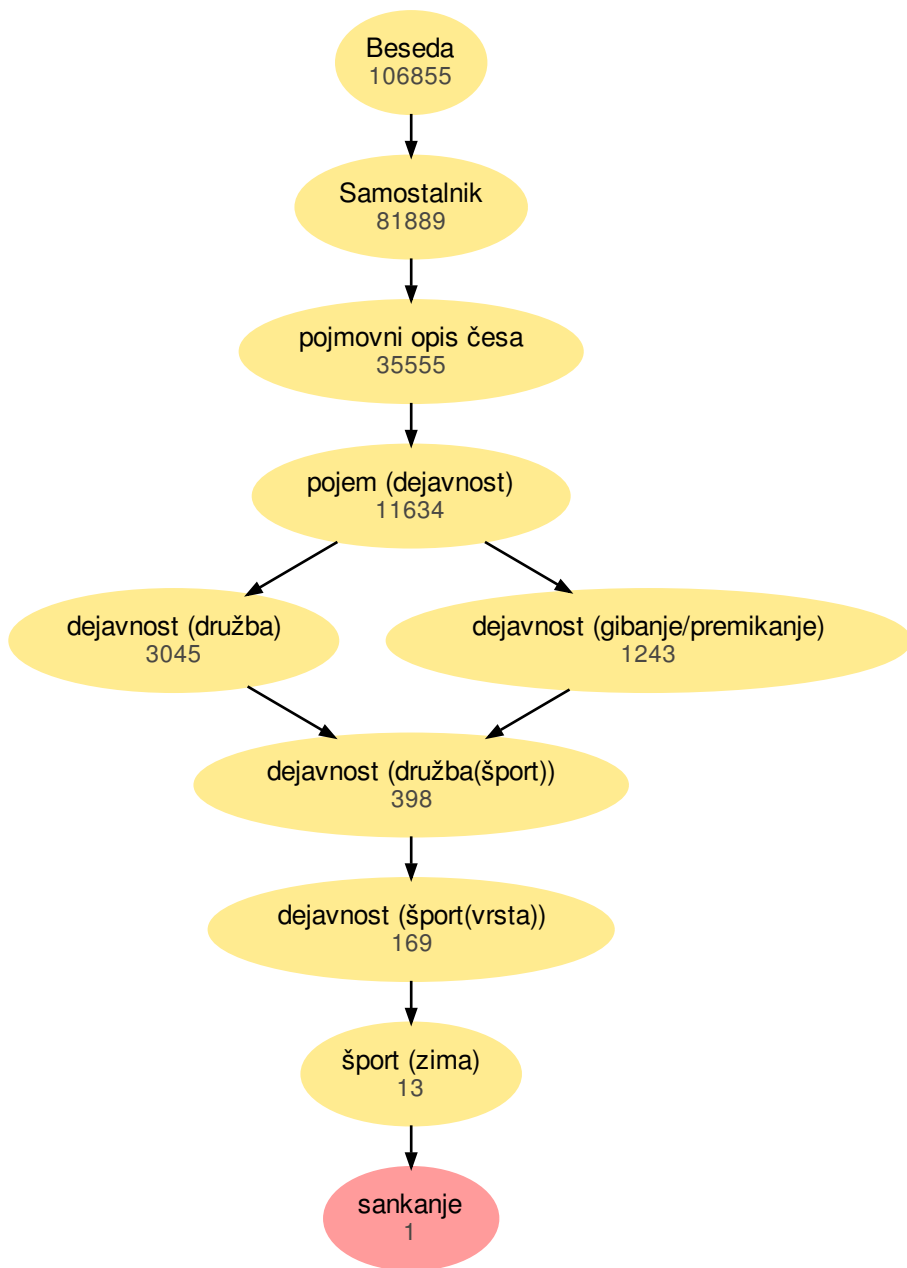 Beseda
106855
Samostalnik
81889
pojmovni opis česa
35555
pojem (dejavnost)
11634
dejavnost (družba)
3045
dejavnost (gibanje/premikanje)
1243
dejavnost (družba(šport))
398
dejavnost (šport(vrsta))
169
šport (zima)
13
sankanje
1